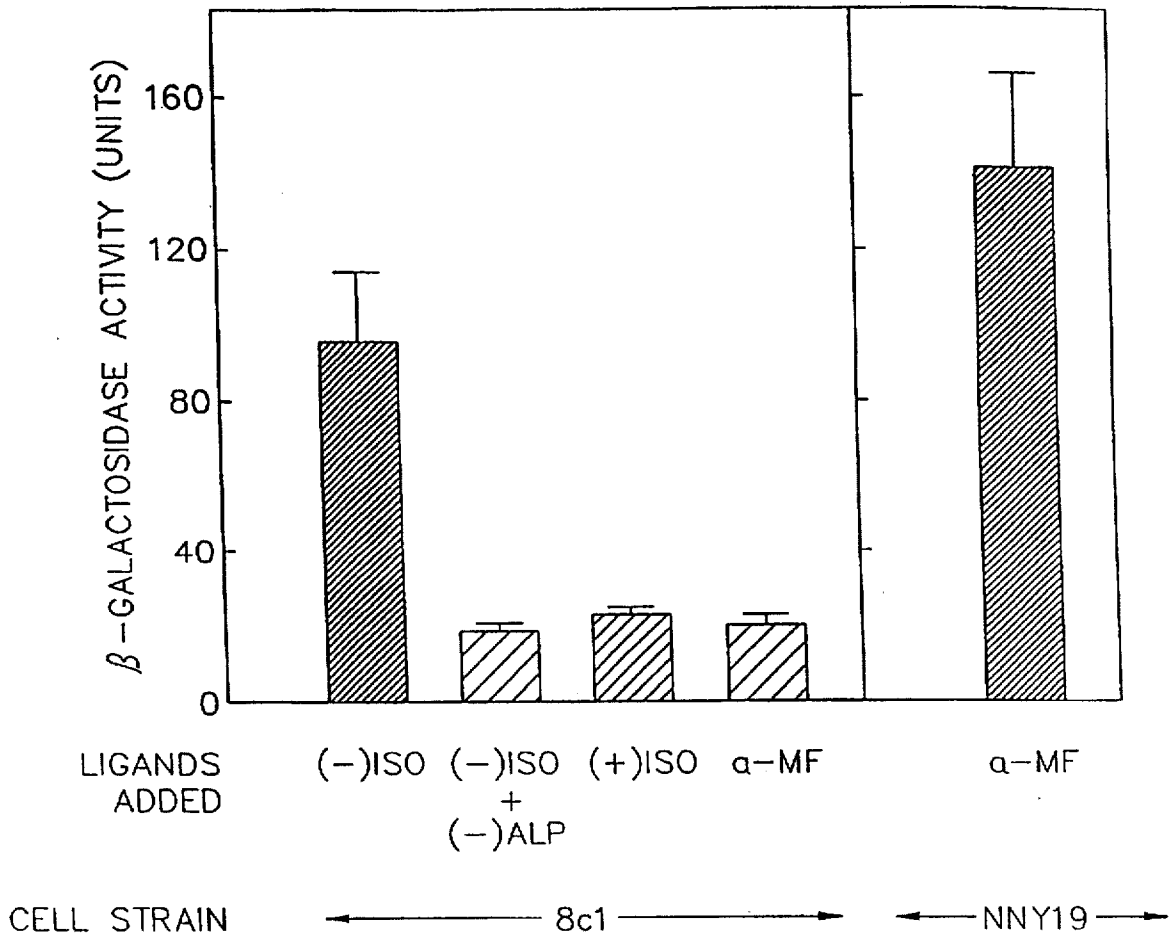 β-GALACTOSIDASE ACTIVITY (UNITS)
160
120
80
40
0
LIGANDS ADDED
(-)ISO
(-)ISO + (-)ALP
(+)ISO
α-MF
α-MF
CELL STRAIN
8c1
NNY19